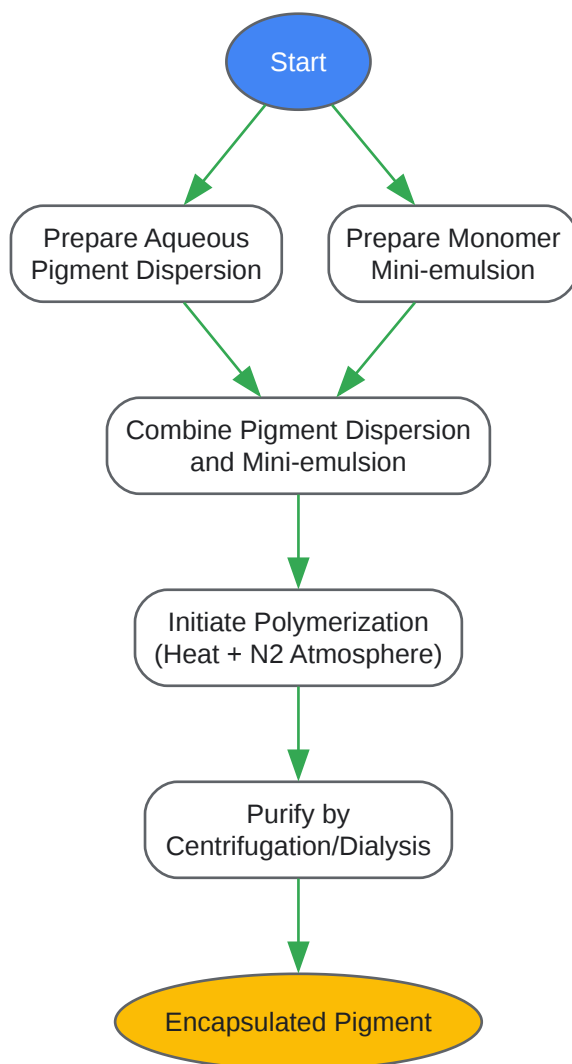 Start
Prepare Aqueous
Pigment Dispersion
Prepare Monomer
Mini-emulsion
Combine Pigment Dispersion
and Mini-emulsion
Initiate Polymerization
(Heat + N2 Atmosphere)
Purify by
Centrifugation/Dialysis
Encapsulated Pigment